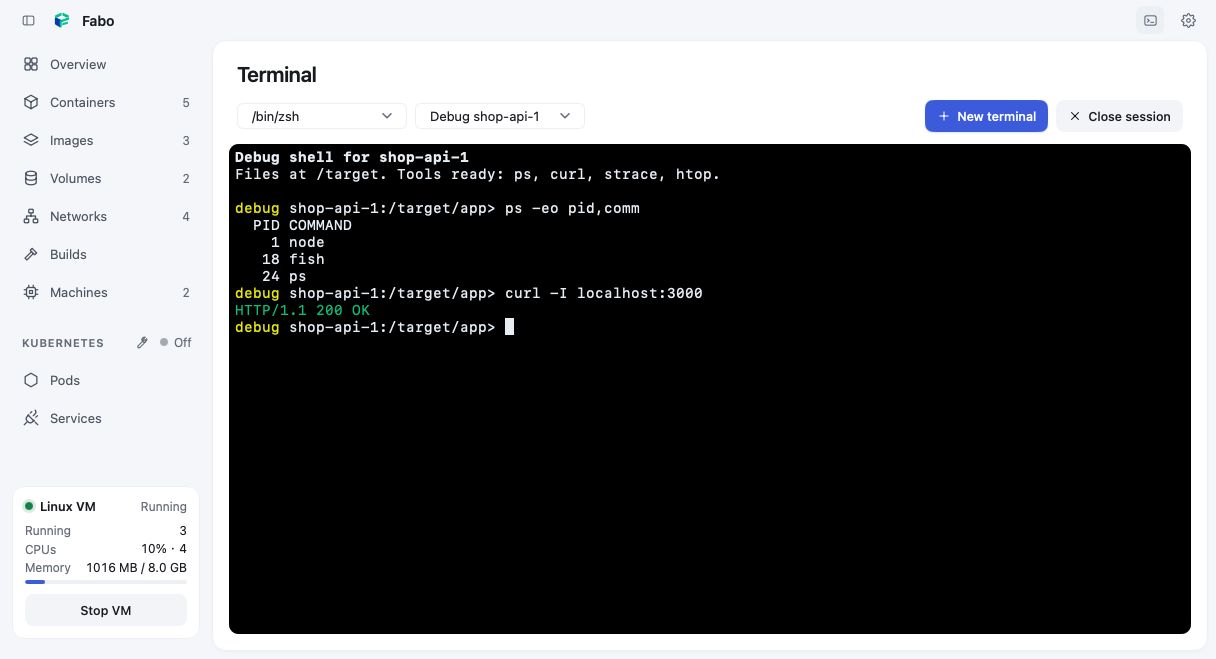 Fabo
Overview
Containers 5
Images 3
Volumes 2
Networks 4
Builds
Machines 2
KUBERNETES Off
Pods
Services
Linux VM Running
Running 3
CPUs 10% · 4
Memory 1016 MB / 8.0 GB
Stop VM
Terminal
/bin/zsh
Debug shop-api-1
New terminal
Close session
Debug shell for shop-api-1
Files at /target. Tools ready: ps, curl, strace, htop.
debug shop-api-1:/target/app> ps -eo pid,comm
PID COMMAND
1 node
18 fish
24 ps
debug shop-api-1:/target/app> curl -I localhost:3000
HTTP/1.1 200 OK
debug shop-api-1:/target/app>